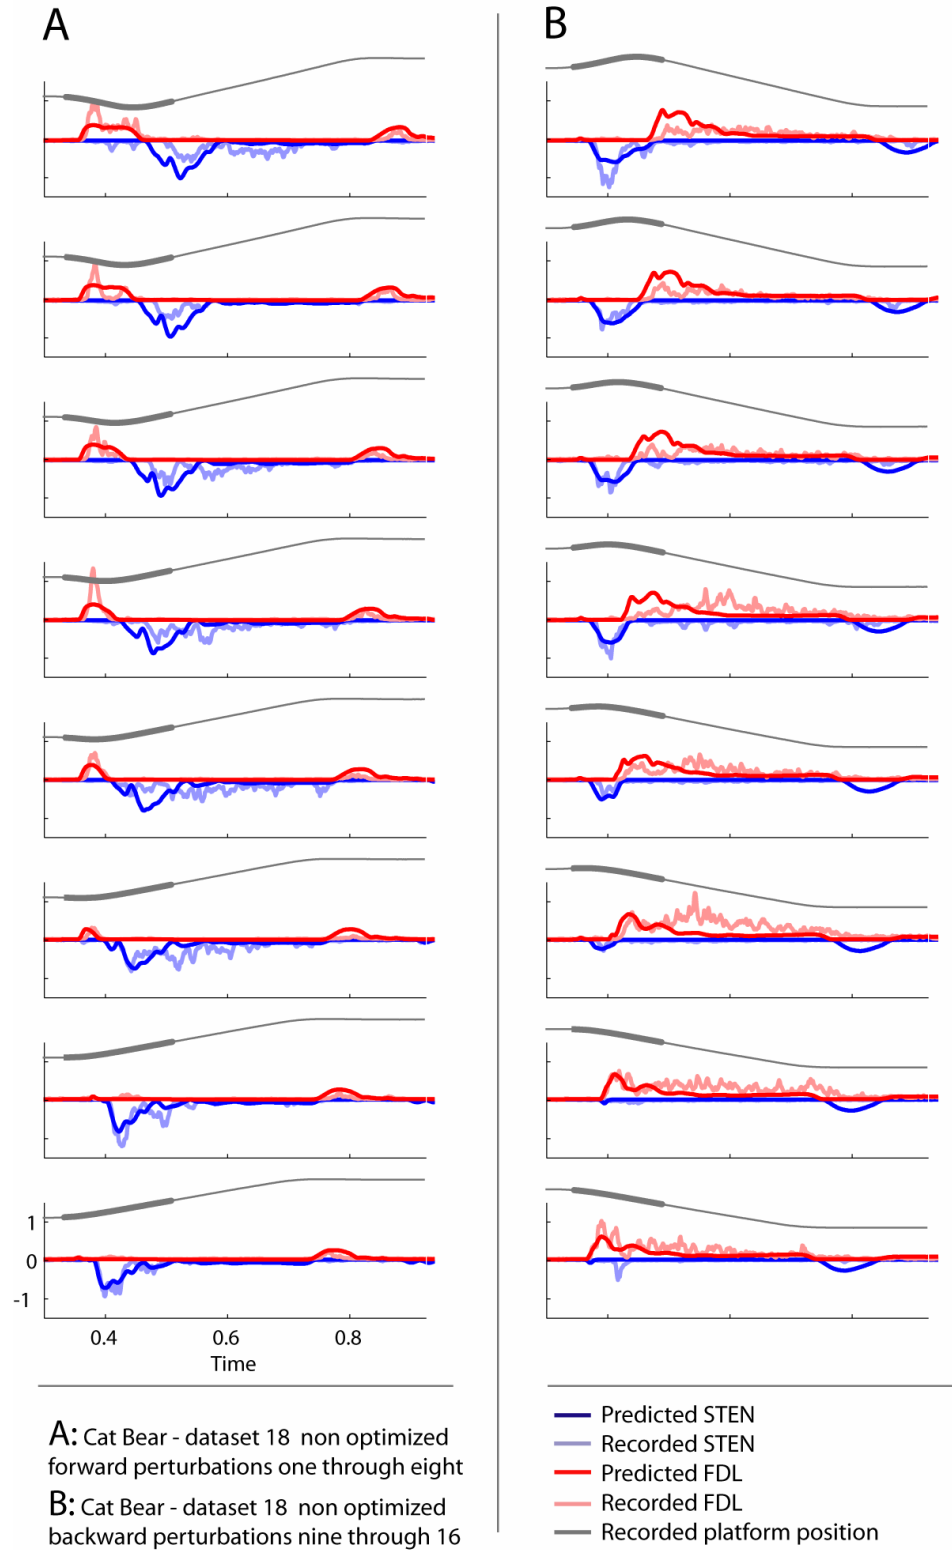 A
B
1
0
-1
0.4 0.6 0.8
Time
A: Cat Bear - dataset 18 non optimized
forward perturbations one through eight
B: Cat Bear - dataset 18 non optimized
backward perturbations nine through 16
Predicted STEN
Recorded STEN
Predicted FDL
Recorded FDL
Recorded platform position